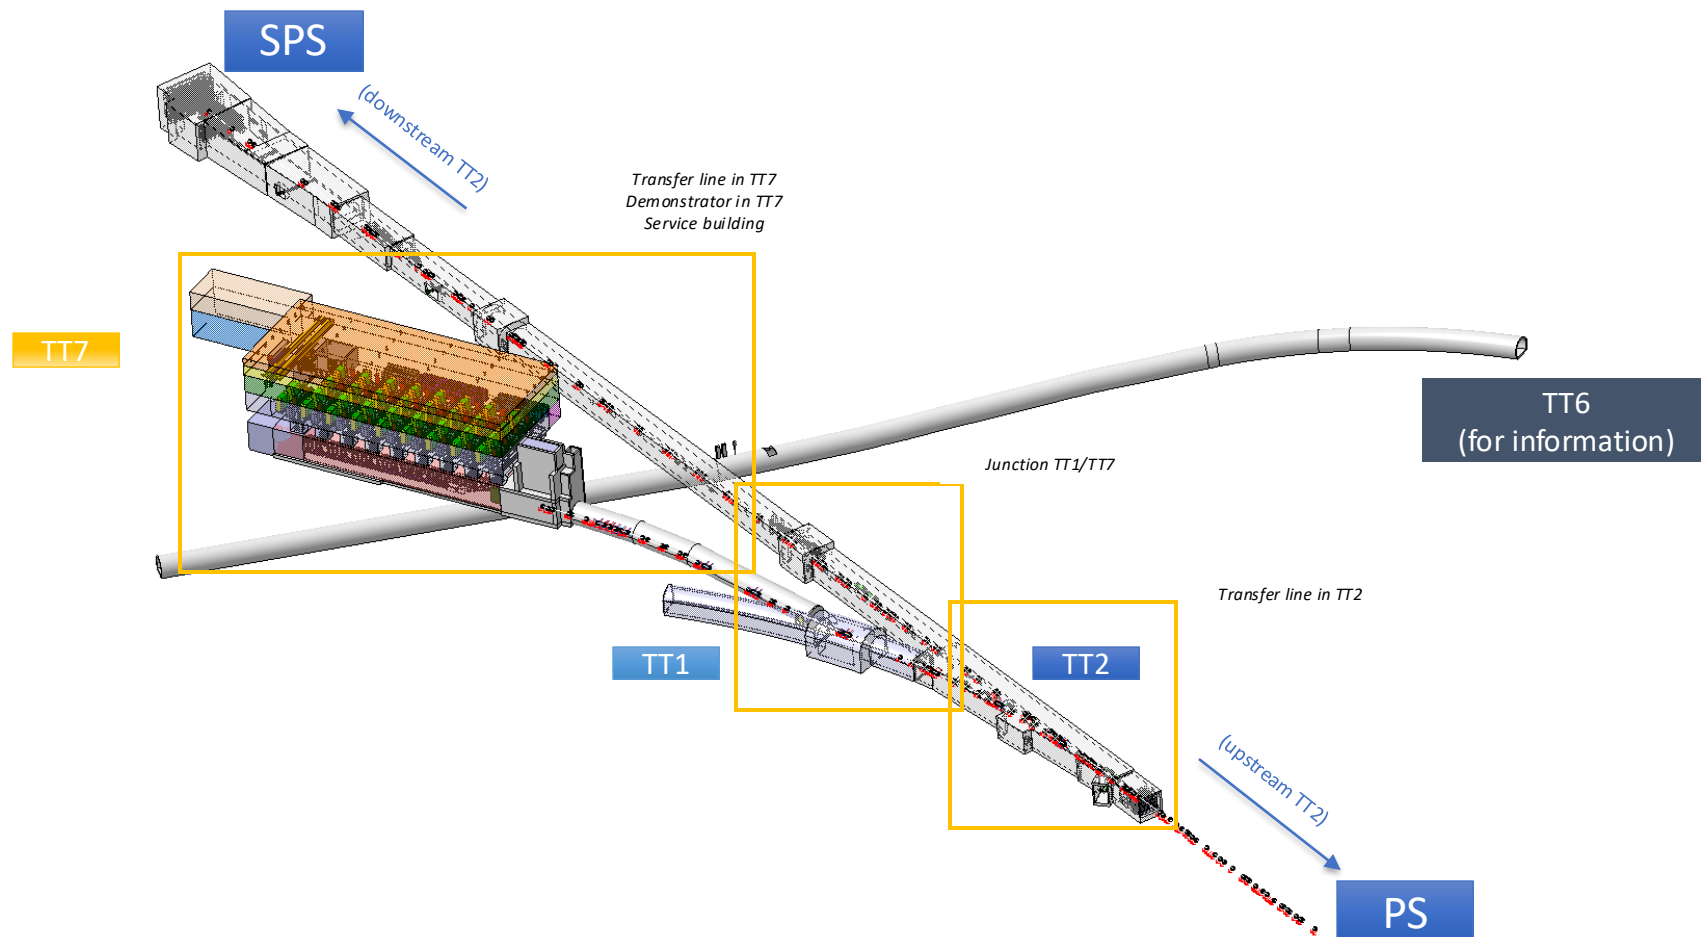 SPS
(downstream TT2)
Transfer line in TT7
Demonstrator in TT7
Service building
TT7
TT6
(for information)
Junction TT1/TT7
Transfer line in TT2
TT1
TT2
(upstream TT2)
PS